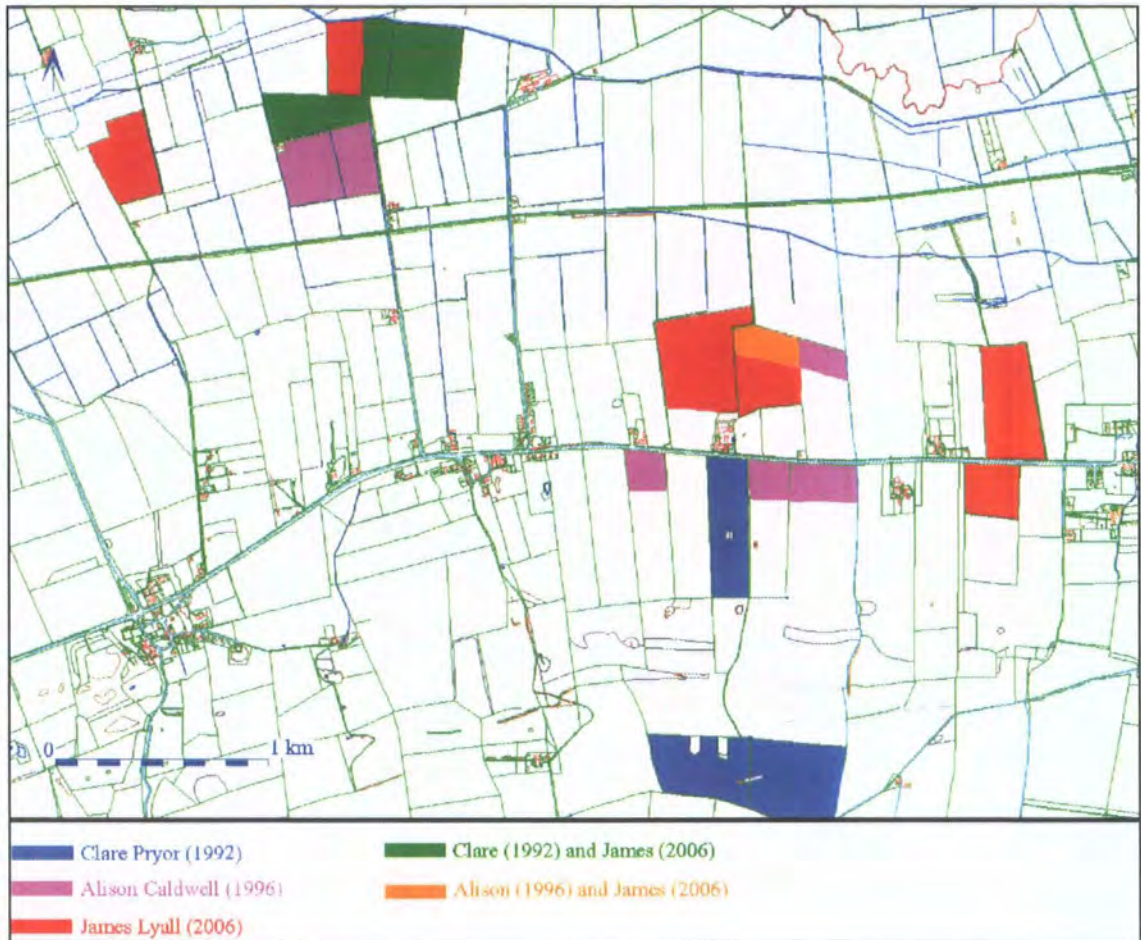 0 1 km
Clare Pryor (1992)
Clare (1992) and James (2006)
Alison Caldwell (1996)
Alison (1996) and James (2006)
James Lyall (2006)